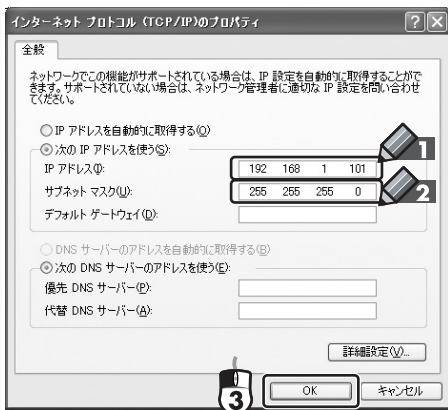 インターネット プロトコル (TCP/IP)のプロパティ
全般
ネットワークでこの機能がサポートされている場合は、IP 設定を自動的に取得することがで
きます。サポートされていない場合は、ネットワーク管理者に適切な IP 設定を問い合わせ
てください。
IP アドレスを自動的に取得する(O)
次の IP アドレスを使う(S):
IP アドレス(I): 192 168 1 101 1
サブネット マスク(U): 255 255 255 0 2
デフォルト ゲートウェイ(D):
DNS サーバーのアドレスを自動的に取得する(B)
次の DNS サーバーのアドレスを使う(E):
優先 DNS サーバー(P):
代替 DNS サーバー(A):
詳細設定(V)...
3 OK キャンセル